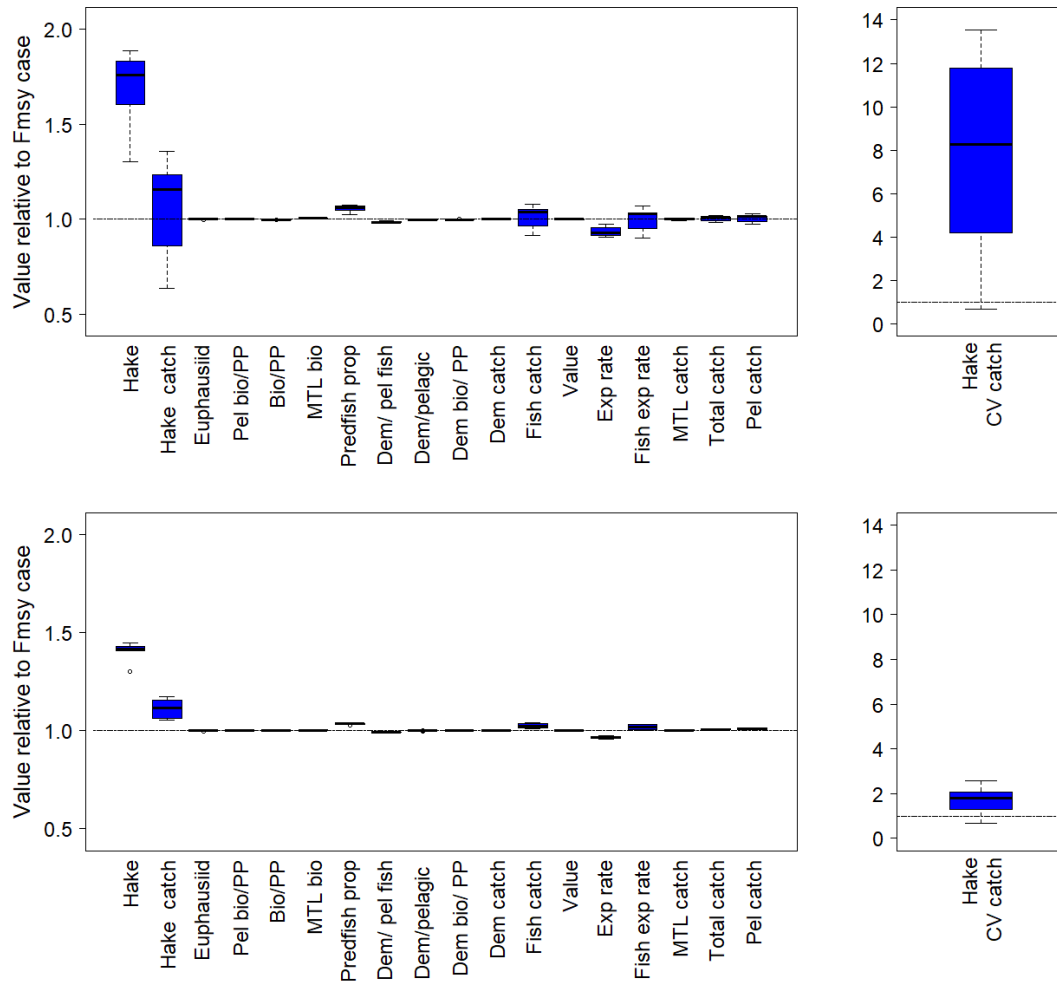 Value relative to Fmsy case
2.0
1.5
1.0
0.5
Hake
Hake catch
Euphausiid
Pel bio/PP
Bio/PP
MTL bio
Predfish prop
Dem/ pel fish
Dem/pelagic
Dem bio/ PP
Dem catch
Fish catch
Value
Exp rate
Fish exp rate
MTL catch
Total catch
Pel catch
14
12
10
8
6
4
2
0
Hake
CV catch
Value relative to Fmsy case
2.0
1.5
1.0
0.5
Hake
Hake catch
Euphausiid
Pel bio/PP
Bio/PP
MTL bio
Predfish prop
Dem/ pel fish
Dem/pelagic
Dem bio/ PP
Dem catch
Fish catch
Value
Exp rate
Fish exp rate
MTL catch
Total catch
Pel catch
14
12
10
8
6
4
2
0
Hake
CV catch